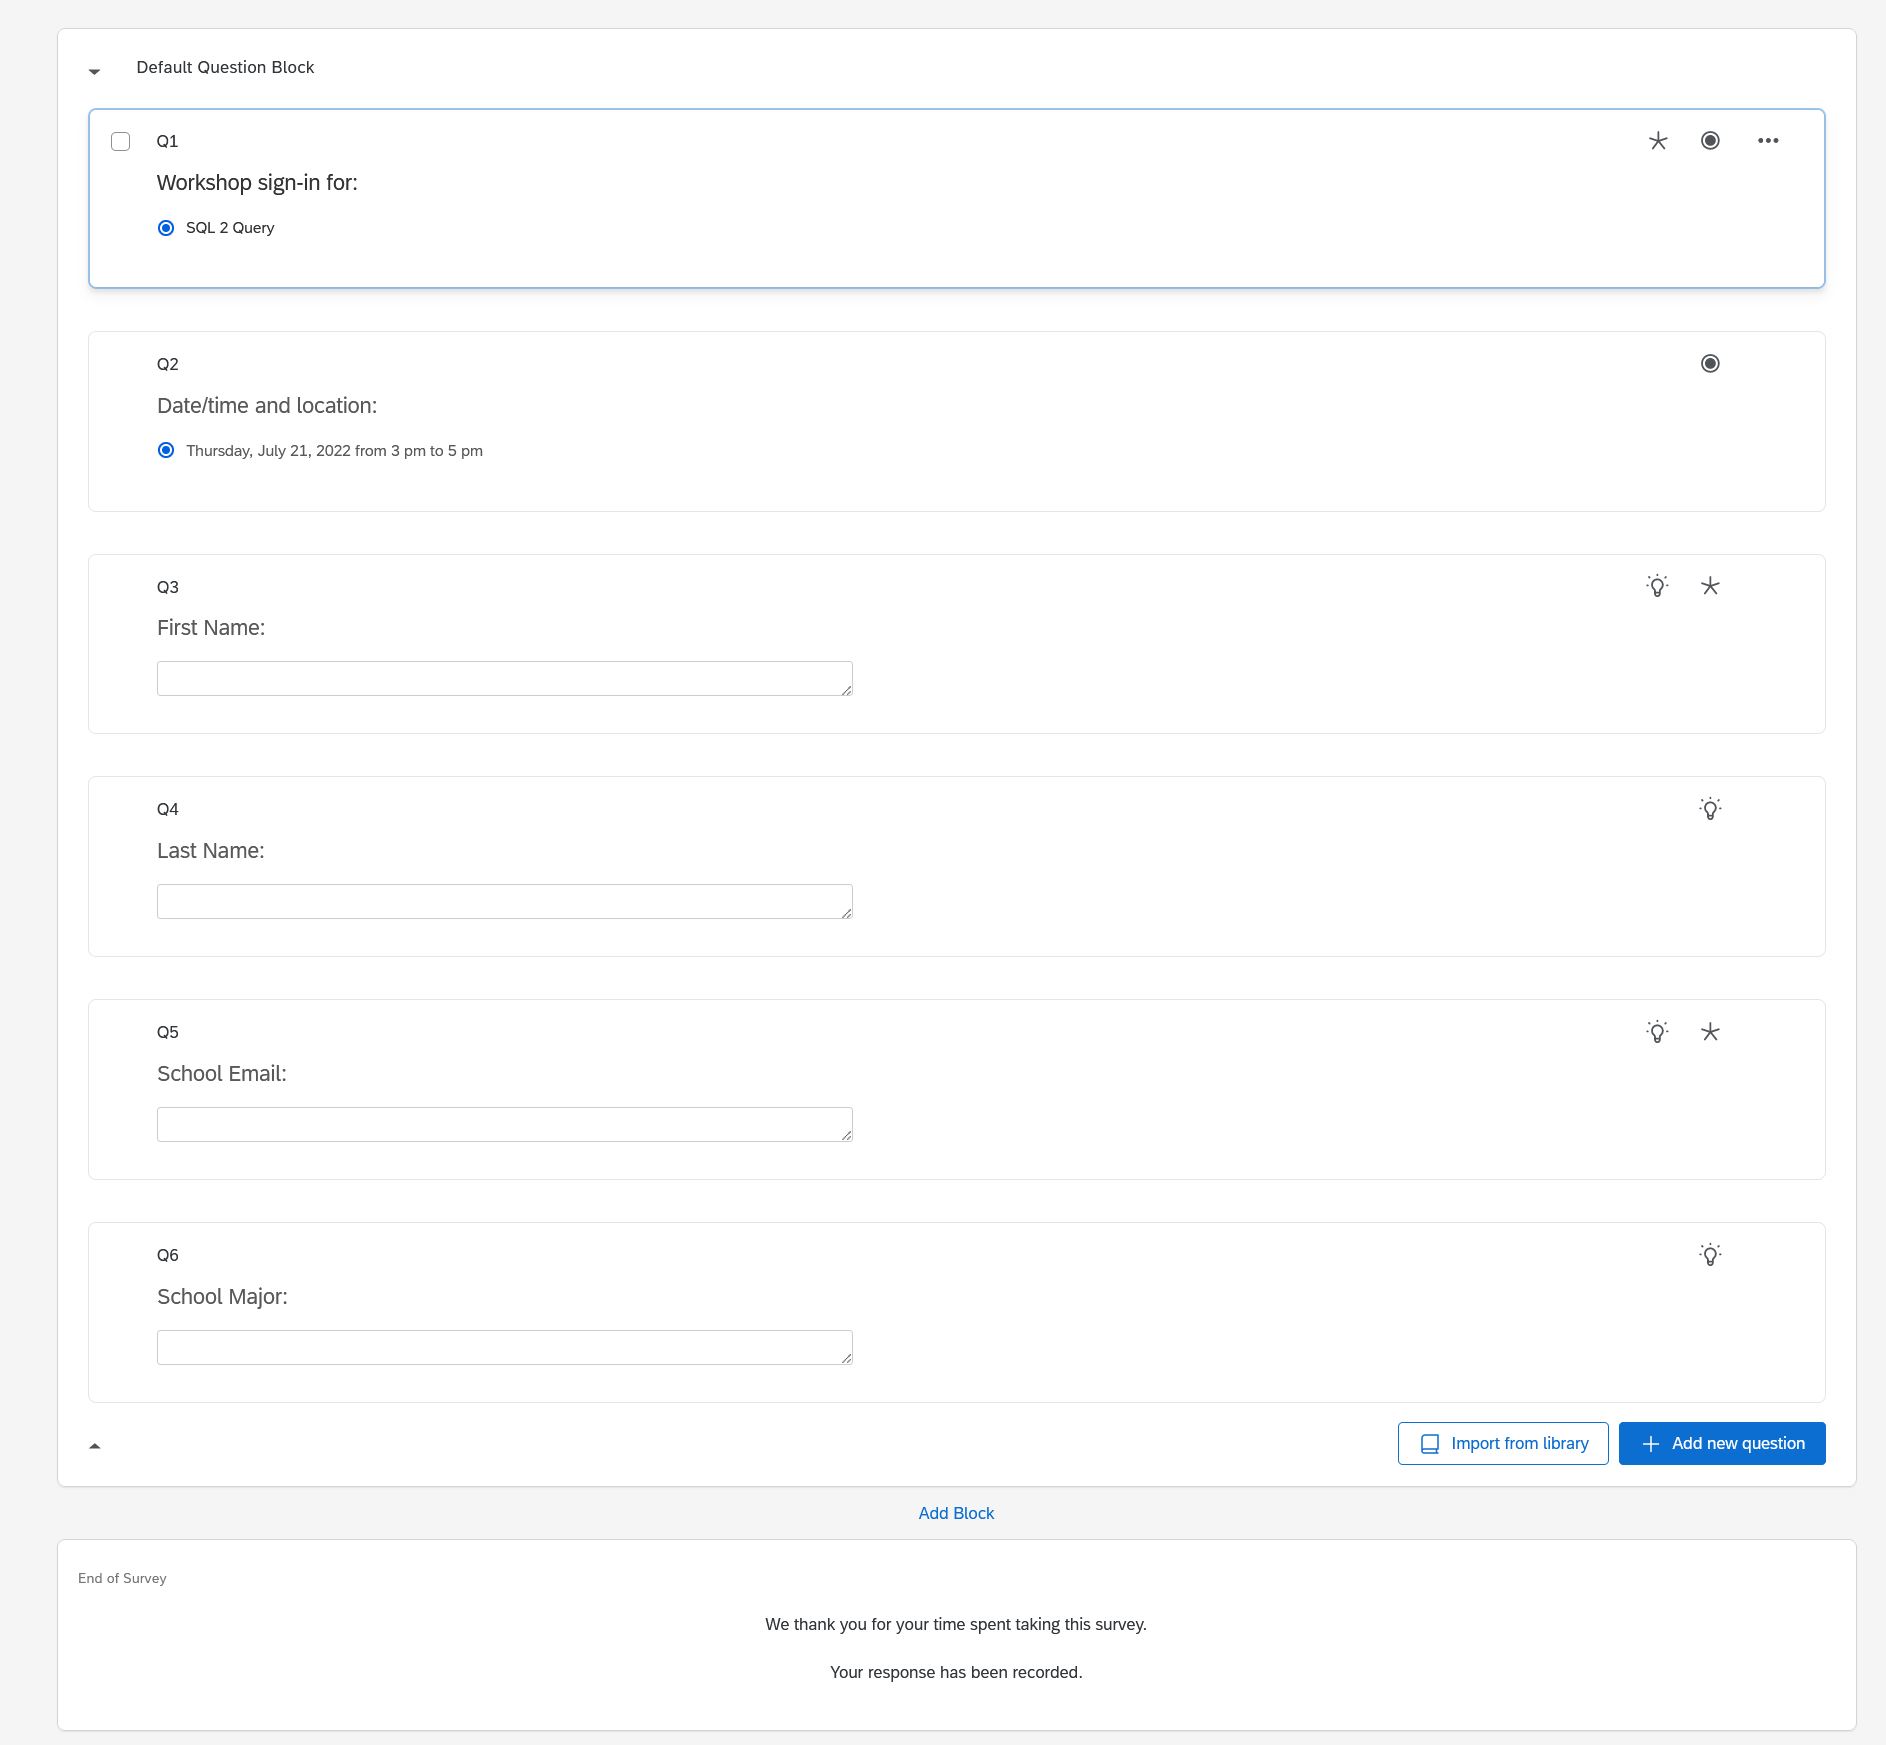 Default Question Block
Q1
Workshop sign-in for:
SQL 2 Query
Q2
Date/time and location:
Thursday, July 21, 2022 from 3 pm to 5 pm
Q3
First Name:
Q4
Last Name:
Q5
School Email:
Q6
School Major:
Import from library
Add new question
Add Block
End of Survey
We thank you for your time spent taking this survey.
Your response has been recorded.